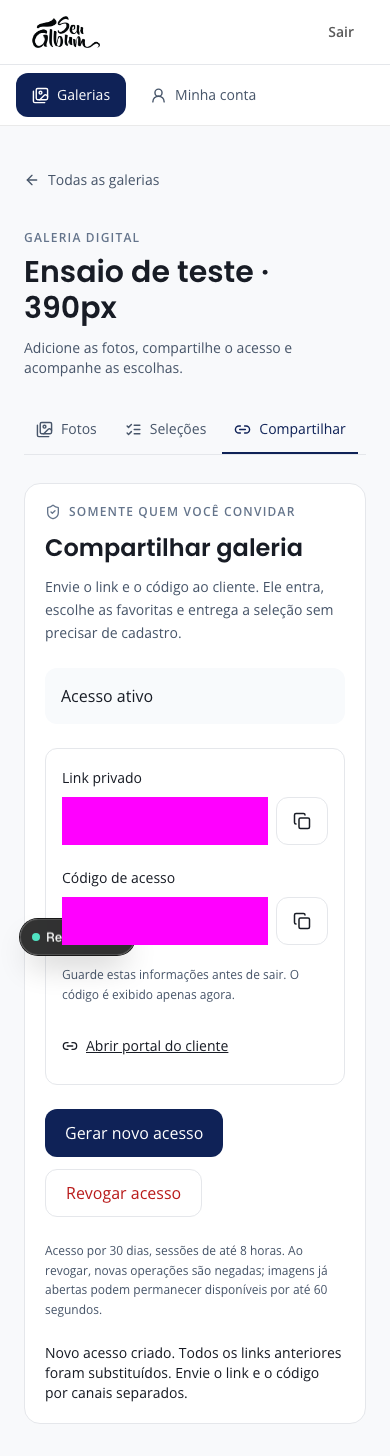 Seu
Álbum
Sair
Galerias
Minha conta
Todas as galerias
GALERIA DIGITAL
Ensaio de teste ·
390px
Adicione as fotos, compartilhe o acesso e
acompanhe as escolhas.
Fotos
Seleções
Compartilhar
SOMENTE QUEM VOCÊ CONVIDAR
Compartilhar galeria
Envie o link e o código ao cliente. Ele entra,
escolhe as favoritas e entrega a seleção sem
precisar de cadastro.
Acesso ativo
Link privado
Código de acesso
Guarde estas informações antes de sair. O
código é exibido apenas agora.
Abrir portal do cliente
Gerar novo acesso
Revogar acesso
Acesso por 30 dias, sessões de até 8 horas. Ao
revogar, novas operações são negadas; imagens já
abertas podem permanecer disponíveis por até 60
segundos.
Novo acesso criado. Todos os links anteriores
foram substituídos. Envie o link e o código
por canais separados.